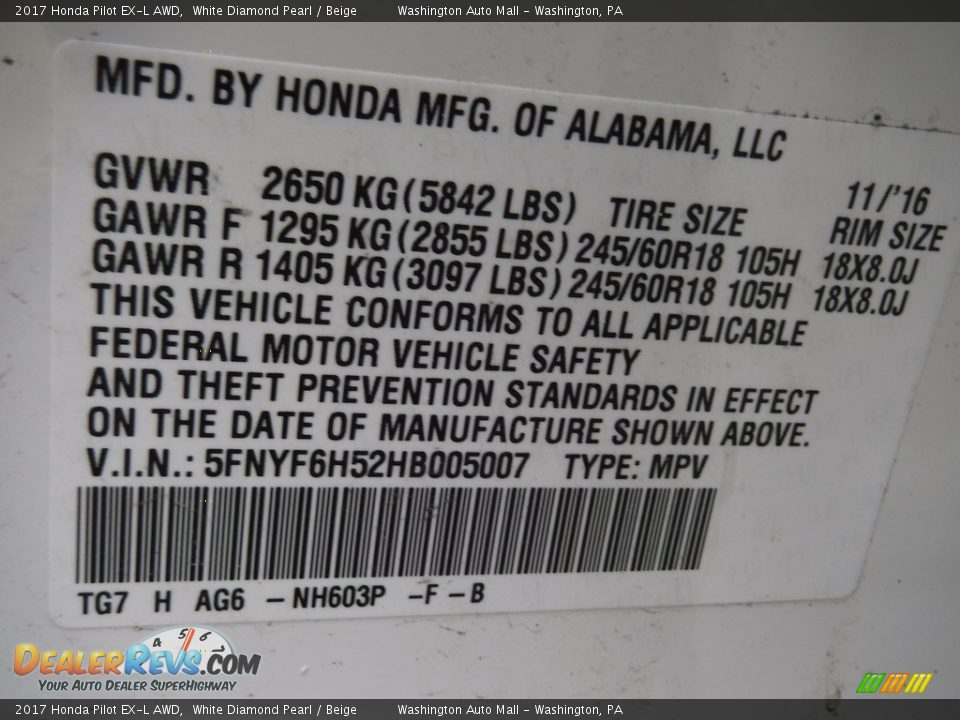 2017 Honda Pilot EX-L AWD, White Diamond Pearl / Beige Washington Auto Mall - Washington, PA
MFD. BY HONDA MFG. OF ALABAMA, LLC
11/'16
GVWR 2650 KG (5842 LBS) TIRE SIZE RIM SIZE
GAWR F 1295 KG (2855 LBS) 245/60R18 105H 18X8.0J
GAWR R 1405 KG (3097 LBS) 245/60R18 105H 18X8.0J
THIS VEHICLE CONFORMS TO ALL APPLICABLE
FEDERAL MOTOR VEHICLE SAFETY
AND THEFT PREVENTION STANDARDS IN EFFECT
ON THE DATE OF MANUFACTURE SHOWN ABOVE.
V.I.N.: 5FNYF6H52HB005007 TYPE: MPV
TG7 H AG6 – NH603P –F – B
4 5 6
DEALERREVS.COM
YOUR AUTO DEALER SUPERHIGHWAY
2017 Honda Pilot EX-L AWD, White Diamond Pearl / Beige Washington Auto Mall - Washington, PA